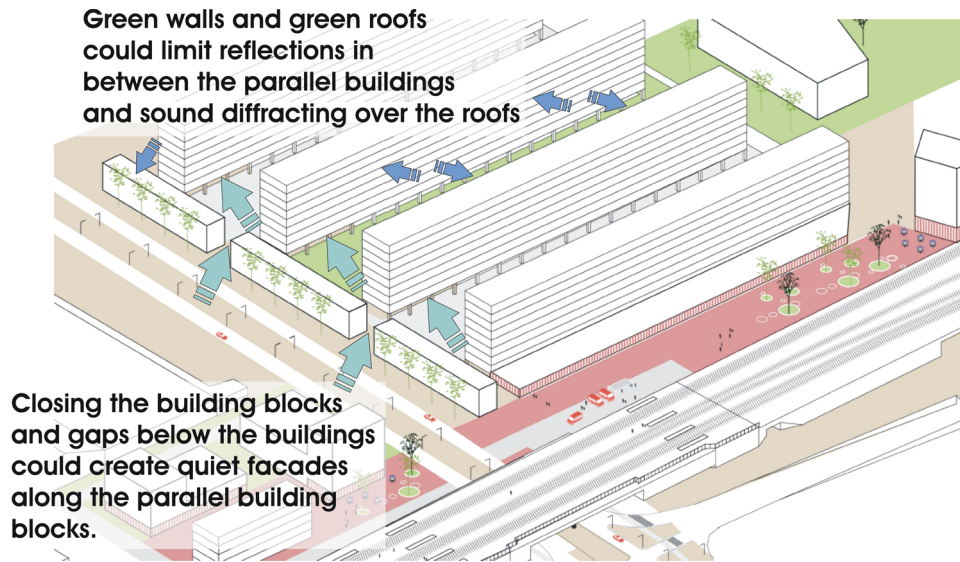 Green walls and green roofs
could limit reflections in
between the parallel buildings
and sound diffracting over the roofs
Closing the building blocks
and gaps below the buildings
could create quiet facades
along the parallel building
blocks.